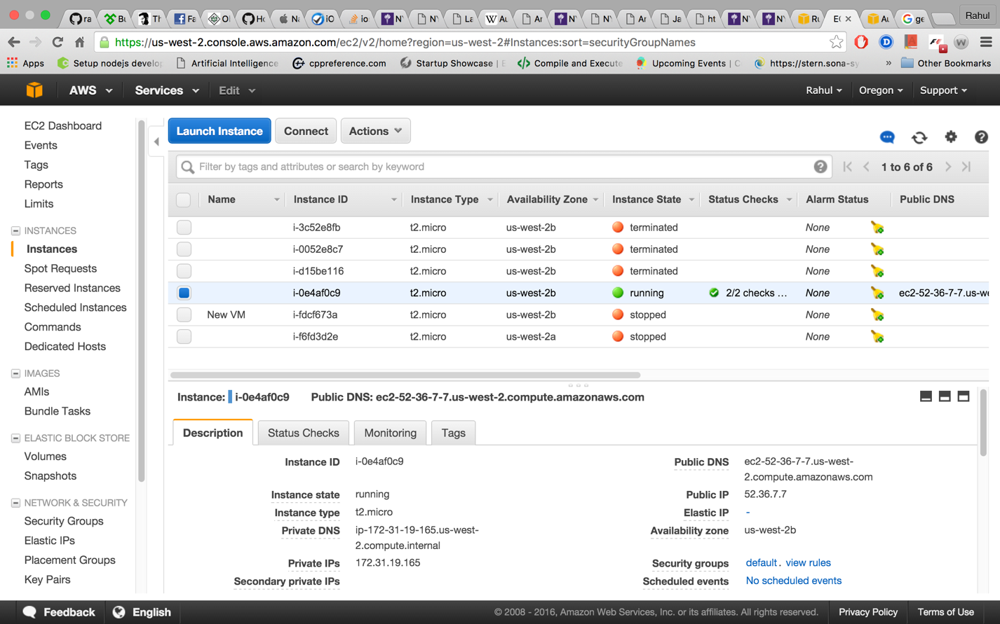 Rahul
https://us-west-2.console.aws.amazon.com/ec2/v2/home?region=us-west-2#Instances:sort=securityGroupNames
Apps Setup nodejs develop Artificial Intelligence cppreference.com Startup Showcase | Compile and Execute Upcoming Events | C https://stern.sona-sy » Other Bookmarks
AWS Services Edit Rahul Oregon Support
EC2 Dashboard
Events
Tags
Reports
Limits
INSTANCES
Instances
Spot Requests
Reserved Instances
Scheduled Instances
Commands
Dedicated Hosts
IMAGES
AMIs
Bundle Tasks
ELASTIC BLOCK STORE
Volumes
Snapshots
NETWORK & SECURITY
Security Groups
Elastic IPs
Placement Groups
Key Pairs
Launch Instance Connect Actions
Filter by tags and attributes or search by keyword 1 to 6 of 6
Name Instance ID Instance Type Availability Zone Instance State Status Checks Alarm Status Public DNS
i-3c52e8fb t2.micro us-west-2b terminated None
i-0052e8c7 t2.micro us-west-2b terminated None
i-d15be116 t2.micro us-west-2b terminated None
i-0e4af0c9 t2.micro us-west-2b running 2/2 checks ... None ec2-52-36-7-7.us-we
New VM i-fdcf673a t2.micro us-west-2b stopped None
i-f6fd3d2e t2.micro us-west-2a stopped None
Instance: i-0e4af0c9 Public DNS: ec2-52-36-7-7.us-west-2.compute.amazonaws.com
Description Status Checks Monitoring Tags
Instance ID i-0e4af0c9 Public DNS ec2-52-36-7-7.us-west-
2.compute.amazonaws.com
Instance state running Public IP 52.36.7.7
Instance type t2.micro Elastic IP -
Private DNS ip-172-31-19-165.us-west- Availability zone us-west-2b
2.compute.internal
Private IPs 172.31.19.165 Security groups default. view rules
Secondary private IPs Scheduled events No scheduled events
Feedback English © 2008 - 2016, Amazon Web Services, Inc. or its affiliates. All rights reserved. Privacy Policy Terms of Use